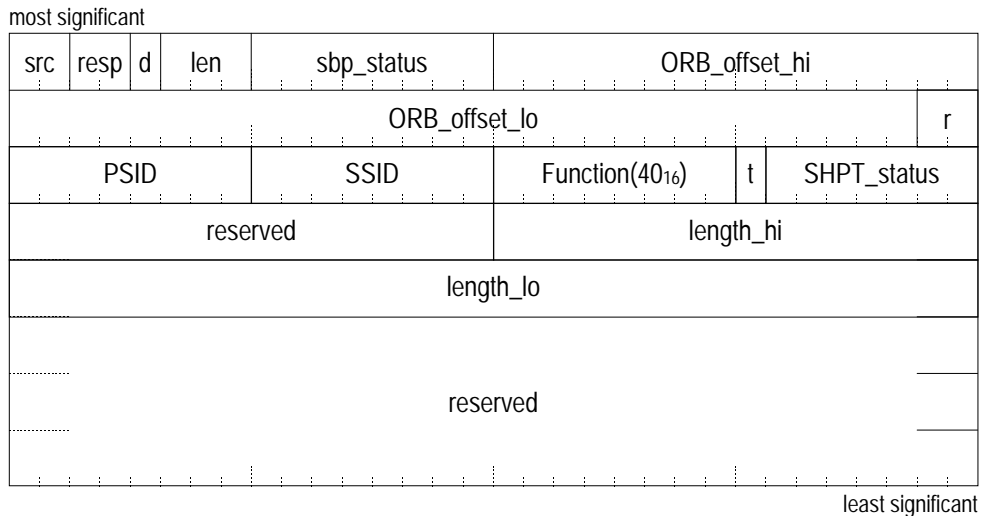 most significant
src resp d len sbp_status ORB_offset_hi
ORB_offset_lo r
PSID SSID Function(40₁₆) t SHPT_status
reserved length_hi
length_lo
reserved
least significant